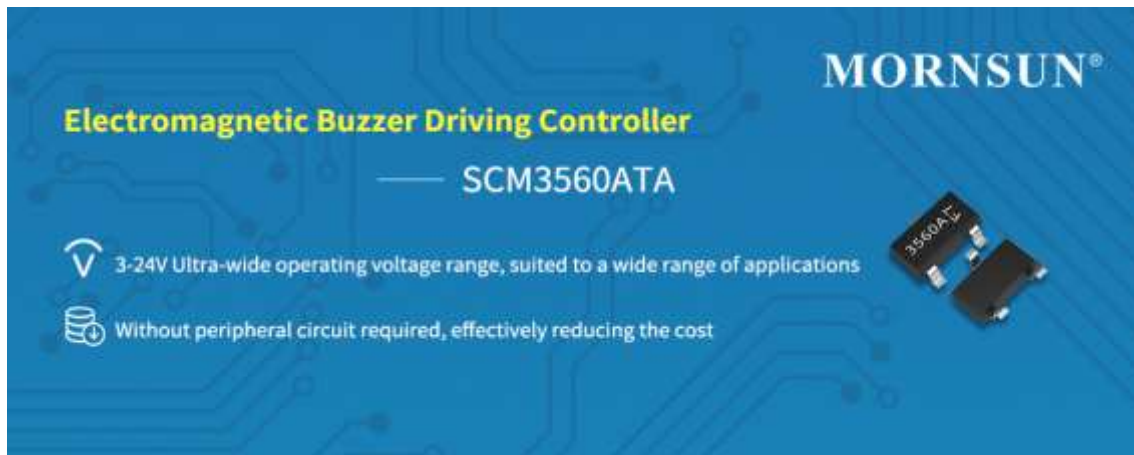 MORNSUN®
Electromagnetic Buzzer Driving Controller
SCM3560ATA
3-24V Ultra-wide operating voltage range, suited to a wide range of applications
Without peripheral circuit required, effectively reducing the cost
3560A